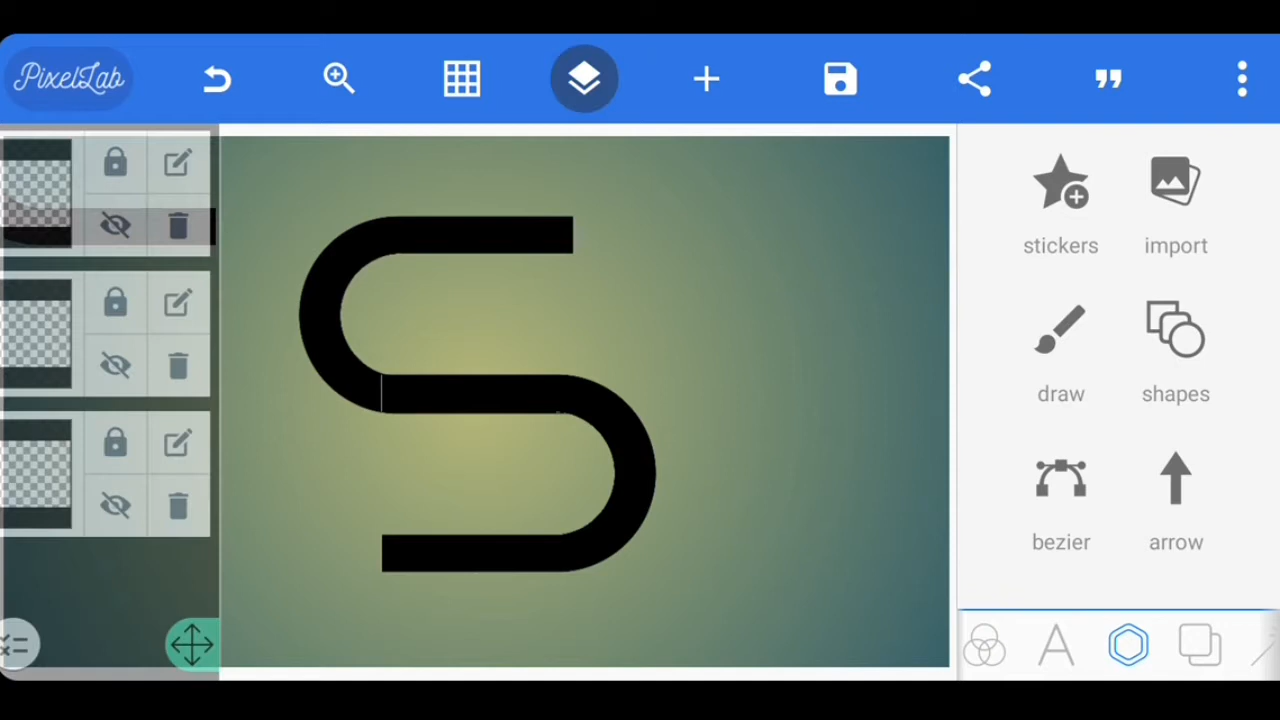 PixelLab
stickers
import
draw
shapes
bezier
arrow
S